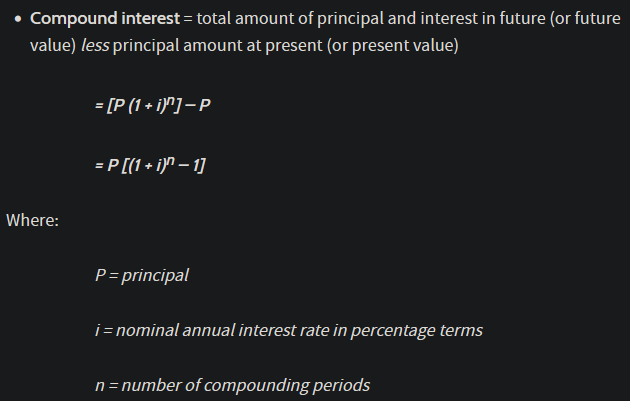 • Compound interest = total amount of principal and interest in future (or future
value) less principal amount at present (or present value)
= [P (1 + i)ⁿ] – P
= P [(1 + i)ⁿ – 1]
Where:
P = principal
i = nominal annual interest rate in percentage terms
n = number of compounding periods